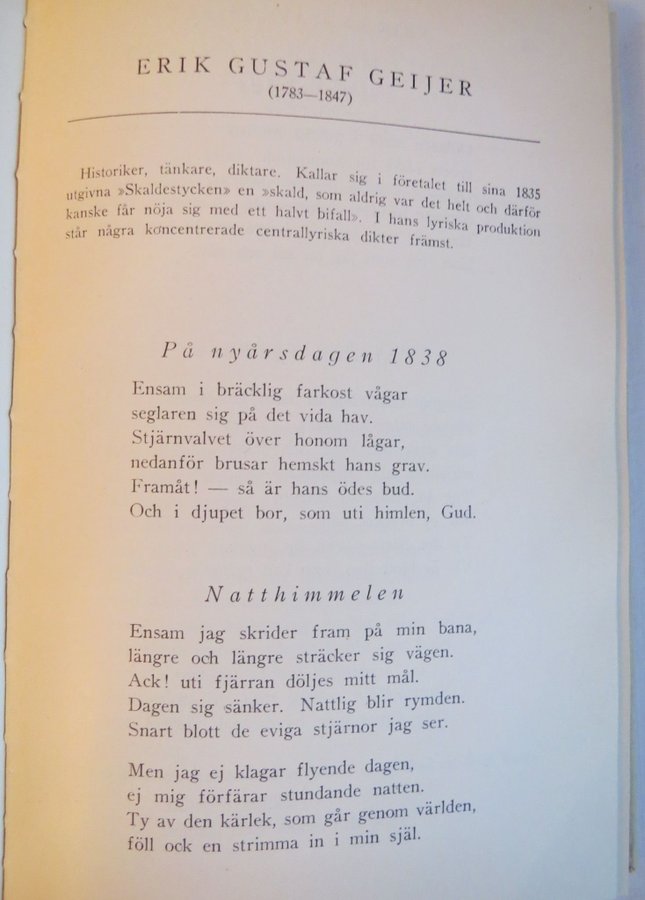 ERIK GUSTAF GEIJER
(1783—1847)
Historiker, tänkare, diktare. Kallar sig i företalet till sina 1835
utgivna »Skaldestycken» en »skald, som aldrig var det helt och därför
kanske får nöja sig med ett halvt bifall». I hans lyriska produktion
står några koncentrerade centrallyriska dikter främst.
På nyårsdagen 1838
Ensam i bräcklig farkost vågar
seglaren sig på det vida hav.
Stjärnvalvet över honom lågar,
nedanför brusar hemskt hans grav.
Framåt! — så är hans ödes bud.
Och i djupet bor, som uti himlen, Gud.
Natthimmelen
Ensam jag skrider fram på min bana,
längre och längre sträcker sig vägen.
Ack! uti fjärran döljes mitt mål.
Dagen sig sänker. Nattlig blir rymden.
Snart blott de eviga stjärnor jag ser.
Men jag ej klagar flyende dagen,
ej mig förfärar stundande natten.
Ty av den kärlek, som går genom världen,
föll ock en strimma in i min själ.